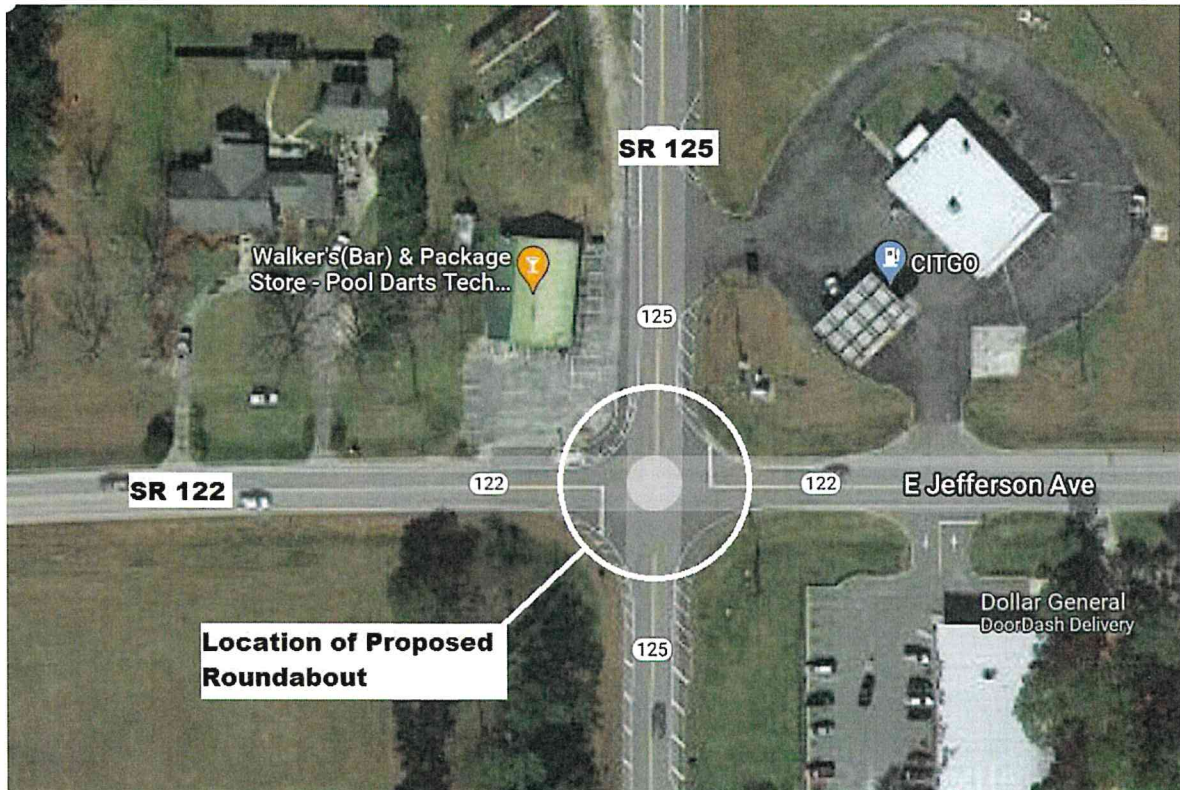 SR 125
Walker's(Bar) & Package
Store - Pool Darts Tech...
CITGO
125
SR 122
122
122
E Jefferson Ave
Location of Proposed
Roundabout
125
Dollar General
DoorDash Delivery